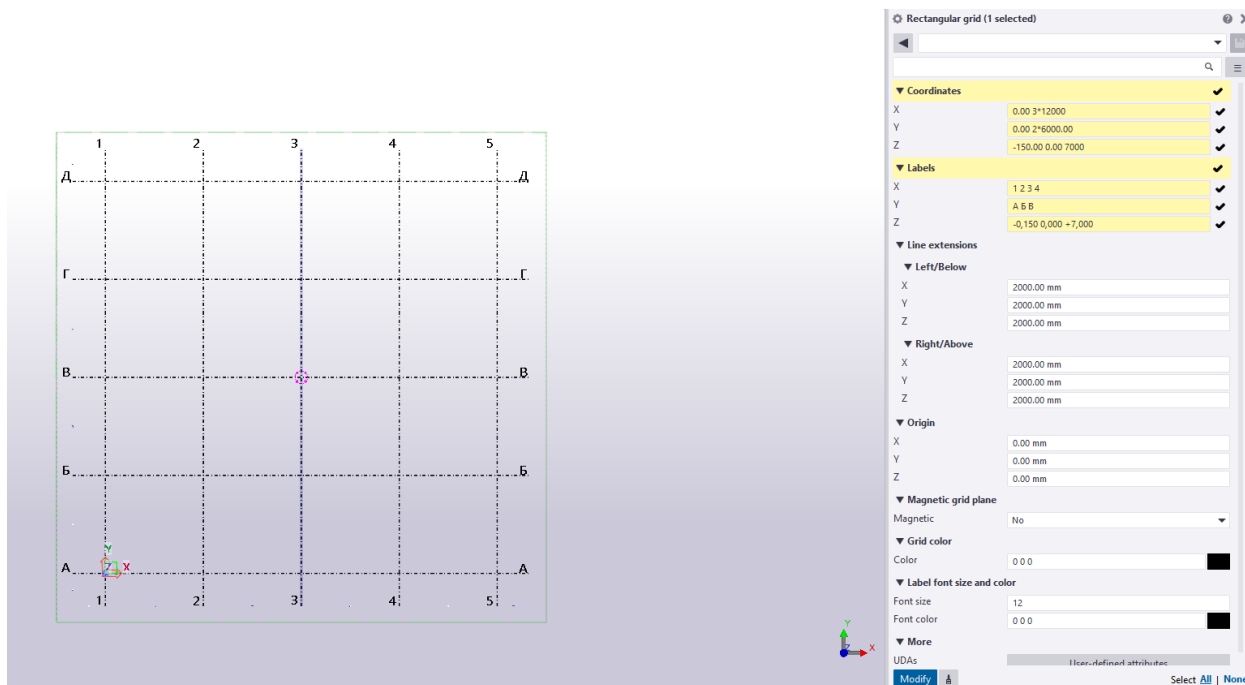 Rectangular grid (1 selected)
Coordinates
X 0.00 3*12000
Y 0.00 2*6000.00
Z -150.00 0.00 7000
Labels
X 1 2 3 4
Y А Б В
Z -0,150 0,000 +7,000
Line extensions
Left/Below
X 2000.00 mm
Y 2000.00 mm
Z 2000.00 mm
Right/Above
X 2000.00 mm
Y 2000.00 mm
Z 2000.00 mm
Origin
X 0.00 mm
Y 0.00 mm
Z 0.00 mm
Magnetic grid plane
Magnetic No
Grid color
Color 0 0 0
Label font size and color
Font size 12
Font color 0 0 0
More
UDAs User-defined attributes
Modify Select All | None
1 2 3 4 5
Д Д
Г Г
В В
Б Б
Y
А Z X А
1 2 3 4 5
Y
Z X